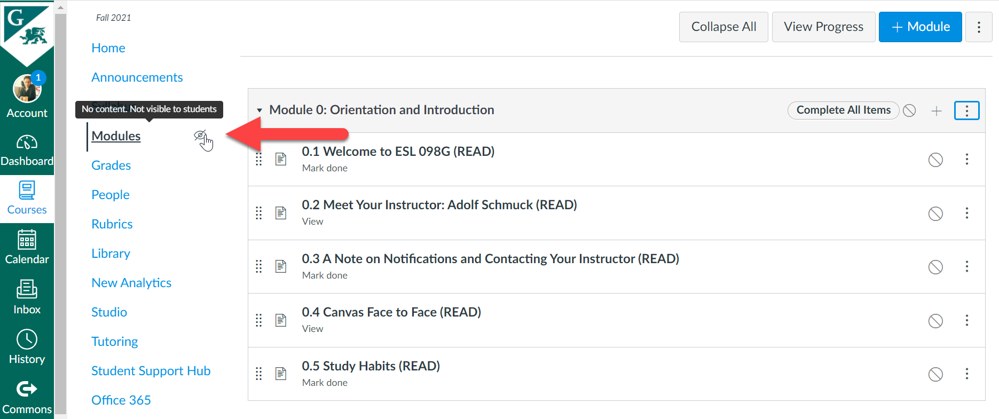 G
1
Account
Dashboard
Courses
Calendar
Inbox
History
Commons
Fall 2021
Home
Announcements
No content. Not visible to students
Modules
Grades
People
Rubrics
Library
New Analytics
Studio
Tutoring
Student Support Hub
Office 365
Collapse All
View Progress
+ Module
Module 0: Orientation and Introduction
Complete All Items
0.1 Welcome to ESL 098G (READ)
Mark done
0.2 Meet Your Instructor: Adolf Schmuck (READ)
View
0.3 A Note on Notifications and Contacting Your Instructor (READ)
Mark done
0.4 Canvas Face to Face (READ)
View
0.5 Study Habits (READ)
Mark done